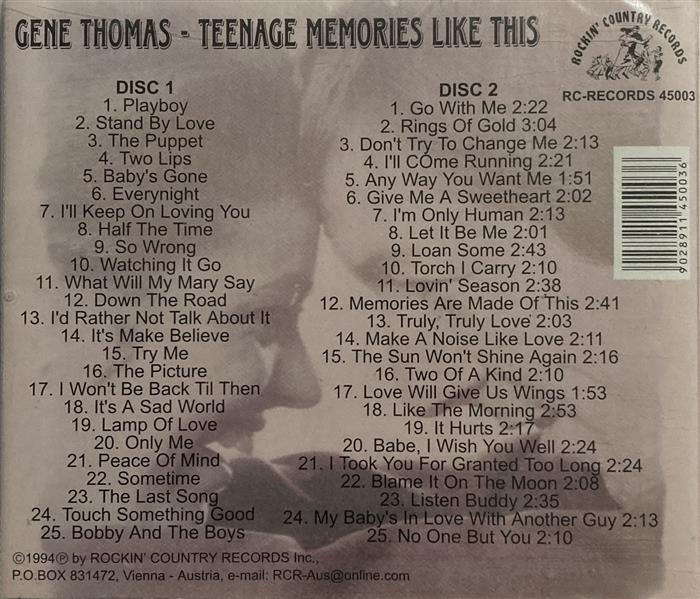 GENE THOMAS - TEENAGE MEMORIES LIKE THIS
ROCKIN' COUNTRY RECORDS
RC-RECORDS 45003
DISC 1
1. Playboy
2. Stand By Love
3. The Puppet
4. Two Lips
5. Baby's Gone
6. Everynight
7. I'll Keep On Loving You
8. Half The Time
9. So Wrong
10. Watching It Go
11. What Will My Mary Say
12. Down The Road
13. I'd Rather Not Talk About It
14. It's Make Believe
15. Try Me
16. The Picture
17. I Won't Be Back Til Then
18. It's A Sad World
19. Lamp Of Love
20. Only Me
21. Peace Of Mind
22. Sometime
23. The Last Song
24. Touch Something Good
25. Bobby And The Boys
DISC 2
1. Go With Me 2:22
2. Rings Of Gold 3:04
3. Don't Try To Change Me 2:13
4. I'll COme Running 2:21
5. Any Way You Want Me 1:51
6. Give Me A Sweetheart 2:02
7. I'm Only Human 2:13
8. Let It Be Me 2:01
9. Loan Some 2:43
10. Torch I Carry 2:10
11. Lovin' Season 2:38
12. Memories Are Made Of This 2:41
13. Truly, Truly Love 2:03
14. Make A Noise Like Love 2:11
15. The Sun Won't Shine Again 2:16
16. Two Of A Kind 2:10
17. Love Will Give Us Wings 1:53
18. Like The Morning 2:53
19. It Hurts 2:17
20. Babe, I Wish You Well 2:24
21. I Took You For Granted Too Long 2:24
22. Blame It On The Moon 2:08
23. Listen Buddy 2:35
24. My Baby's In Love With Another Guy 2:13
25. No One But You 2:10
9028911 450036
©1994℗ by ROCKIN' COUNTRY RECORDS Inc.,
P.O.BOX 831472, Vienna - Austria, e-mail: RCR-Aus@online.com